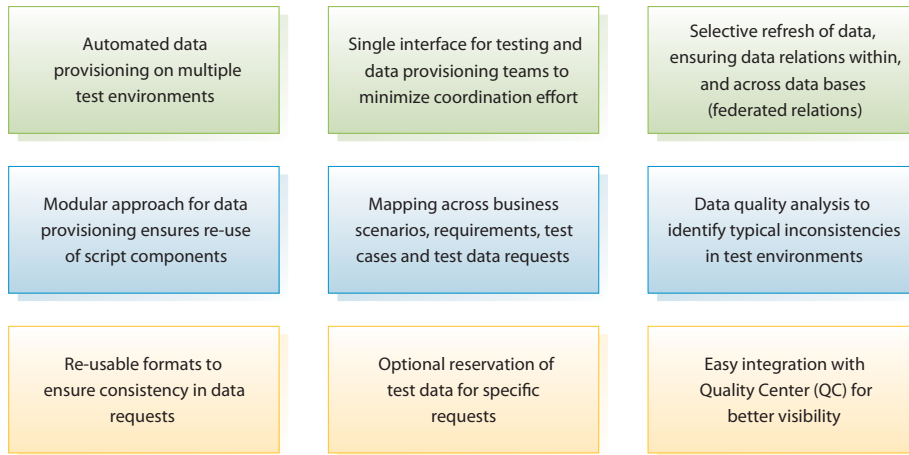 Automated data
provisioning on multiple
test environments
Single interface for testing and
data provisioning teams to
minimize coordination effort
Selective refresh of data,
ensuring data relations within,
and across data bases
(federated relations)
Modular approach for data
provisioning ensures re-use
of script components
Mapping across business
scenarios, requirements, test
cases and test data requests
Data quality analysis to
identify typical inconsistencies
in test environments
Re-usable formats to
ensure consistency in data
requests
Optional reservation of
test data for specific
requests
Easy integration with
Quality Center (QC) for
better visibility